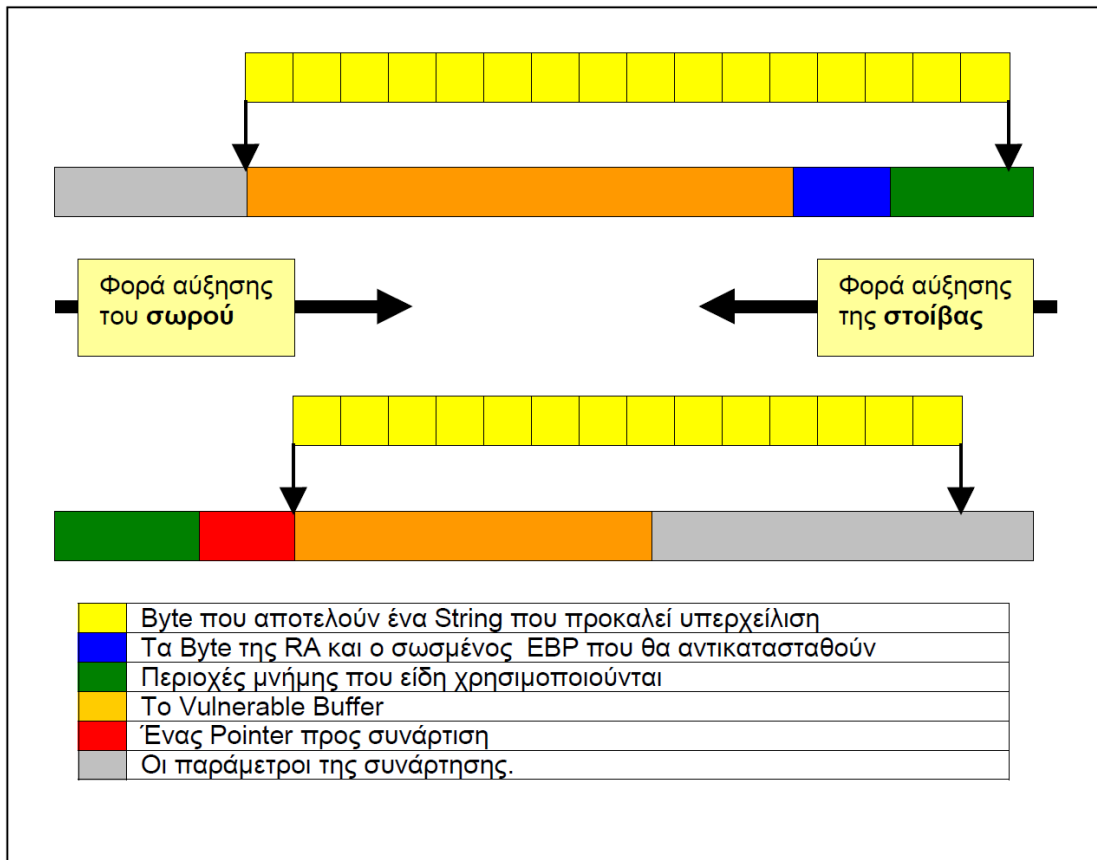 Φορά αύξησης
του σωρού
Φορά αύξησης
της στοίβας
Byte που αποτελούν ένα String που προκαλεί υπερχείλιση
Τα Byte της RA και ο σωσμένος EBP που θα αντικατασταθούν
Περιοχές μνήμης που είδη χρησιμοποιούνται
Το Vulnerable Buffer
Ένας Pointer προς συνάρτιση
Οι παράμετροι της συνάρτησης.